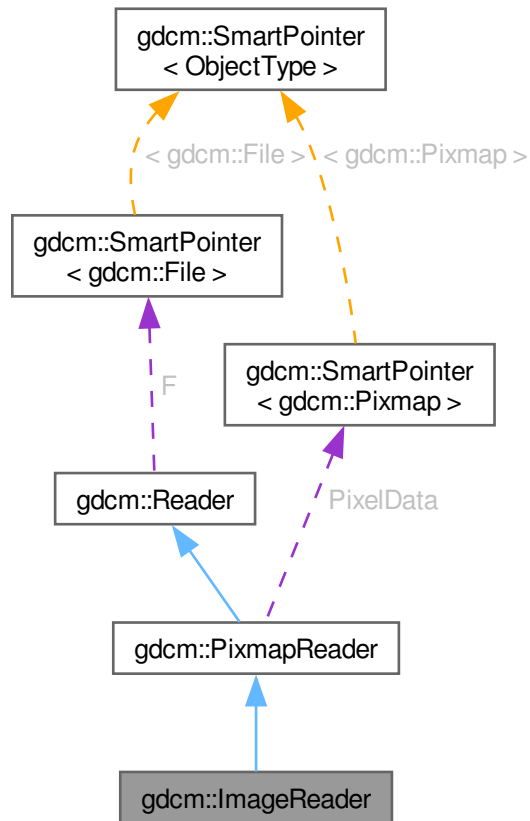 gdcm::SmartPointer
< ObjectType >
< gdcm::File >
< gdcm::Pixmap >
gdcm::SmartPointer
< gdcm::File >
gdcm::SmartPointer
< gdcm::Pixmap >
F
gdcm::Reader
PixelData
gdcm::PixmapReader
gdcm::ImageReader